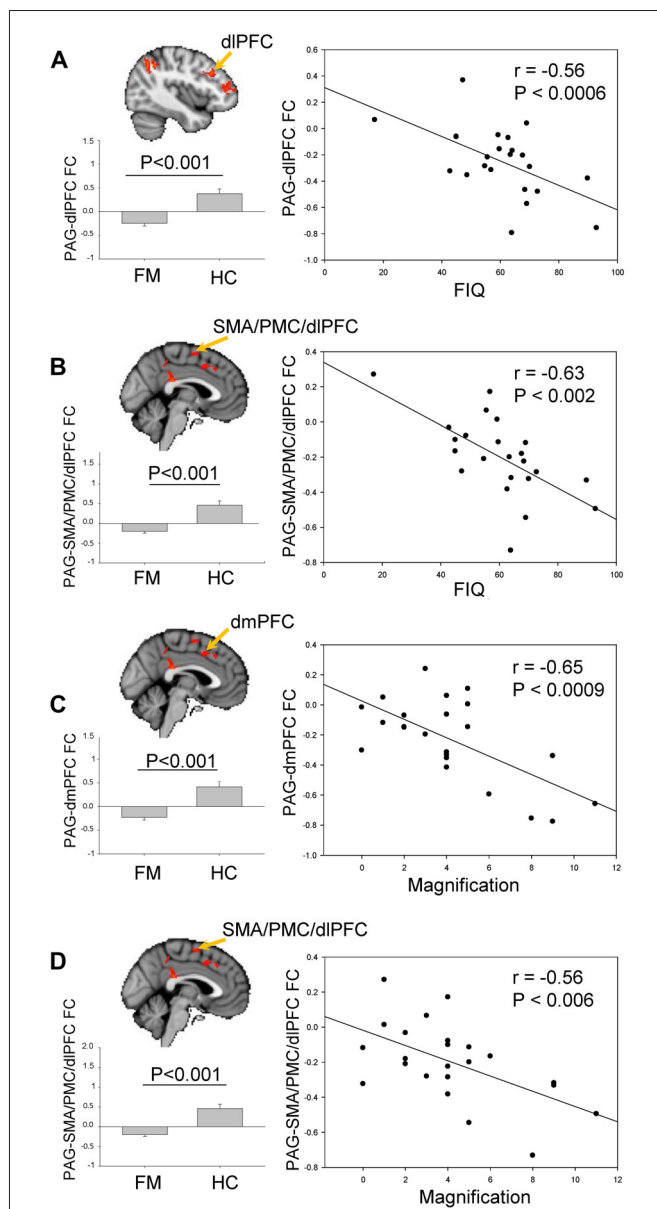 A
dlPFC
PAG-dlPFC FC
1.5
1
0.5
0.0
-0.5
-1
P<0.001
FM HC
PAG-dlPFC FC
0.6
0.4
0.2
0.0
-0.2
-0.4
-0.6
-0.8
-1.0
r = -0.56
P < 0.0006
0 20 40 60 80 100
FIQ
B
SMA/PMC/dlPFC
PAG-SMA/PMC/dlPFC FC
1.5
1
0.5
0.0
-0.5
-1
P<0.001
FM HC
PAG-SMA/PMC/dlPFC FC
0.4
0.2
0.0
-0.2
-0.4
-0.6
-0.8
r = -0.63
P < 0.002
0 20 40 60 80 100
FIQ
C
dmPFC
PAG-dmPFC FC
1.5
1
0.5
0.0
-0.5
-1
P<0.001
FM HC
PAG-dmPFC FC
0.4
0.2
0.0
-0.2
-0.4
-0.6
-0.8
-1.0
r = -0.65
P < 0.0009
0 2 4 6 8 10 12
Magnification
D
SMA/PMC/dlPFC
PAG-SMA/PMC/dlPFC FC
2.0
1.5
1
0.5
0.0
-0.5
-1
P<0.001
FM HC
PAG-SMA/PMC/dlPFC FC
0.4
0.2
0.0
-0.2
-0.4
-0.6
-0.8
r = -0.56
P < 0.006
0 2 4 6 8 10 12
Magnification